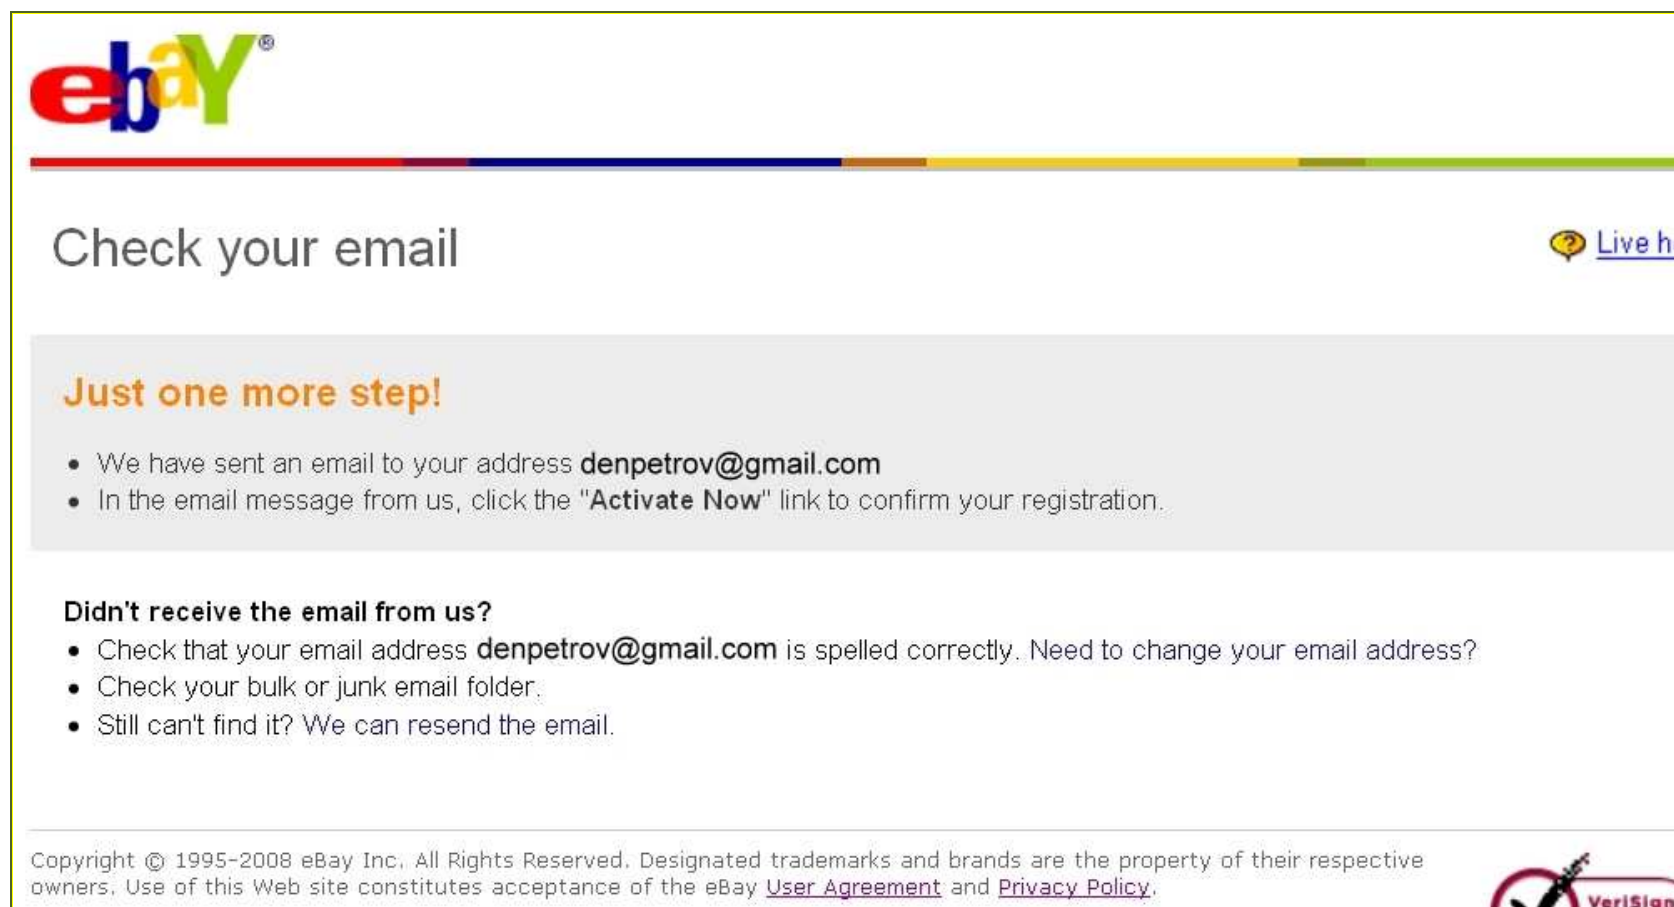 ebaY®
Check your email
Live h
Just one more step!
• We have sent an email to your address denpetrov@gmail.com
• In the email message from us, click the "Activate Now" link to confirm your registration.
Didn't receive the email from us?
• Check that your email address denpetrov@gmail.com is spelled correctly. Need to change your email address?
• Check your bulk or junk email folder.
• Still can't find it? We can resend the email.
Copyright © 1995-2008 eBay Inc. All Rights Reserved. Designated trademarks and brands are the property of their respective
owners. Use of this Web site constitutes acceptance of the eBay User Agreement and Privacy Policy.
VeriSign